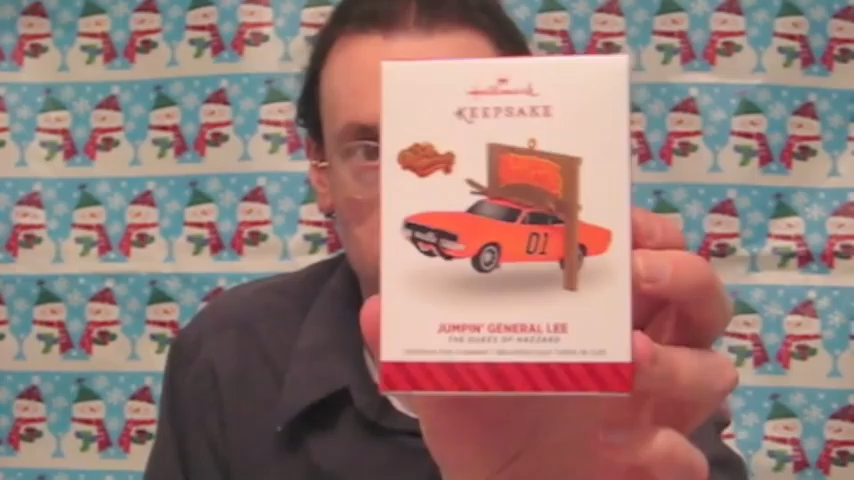 Hallmark
KEEPSAKE
01
JUMPIN' GENERAL LEE
THE DUKES OF HAZZARD